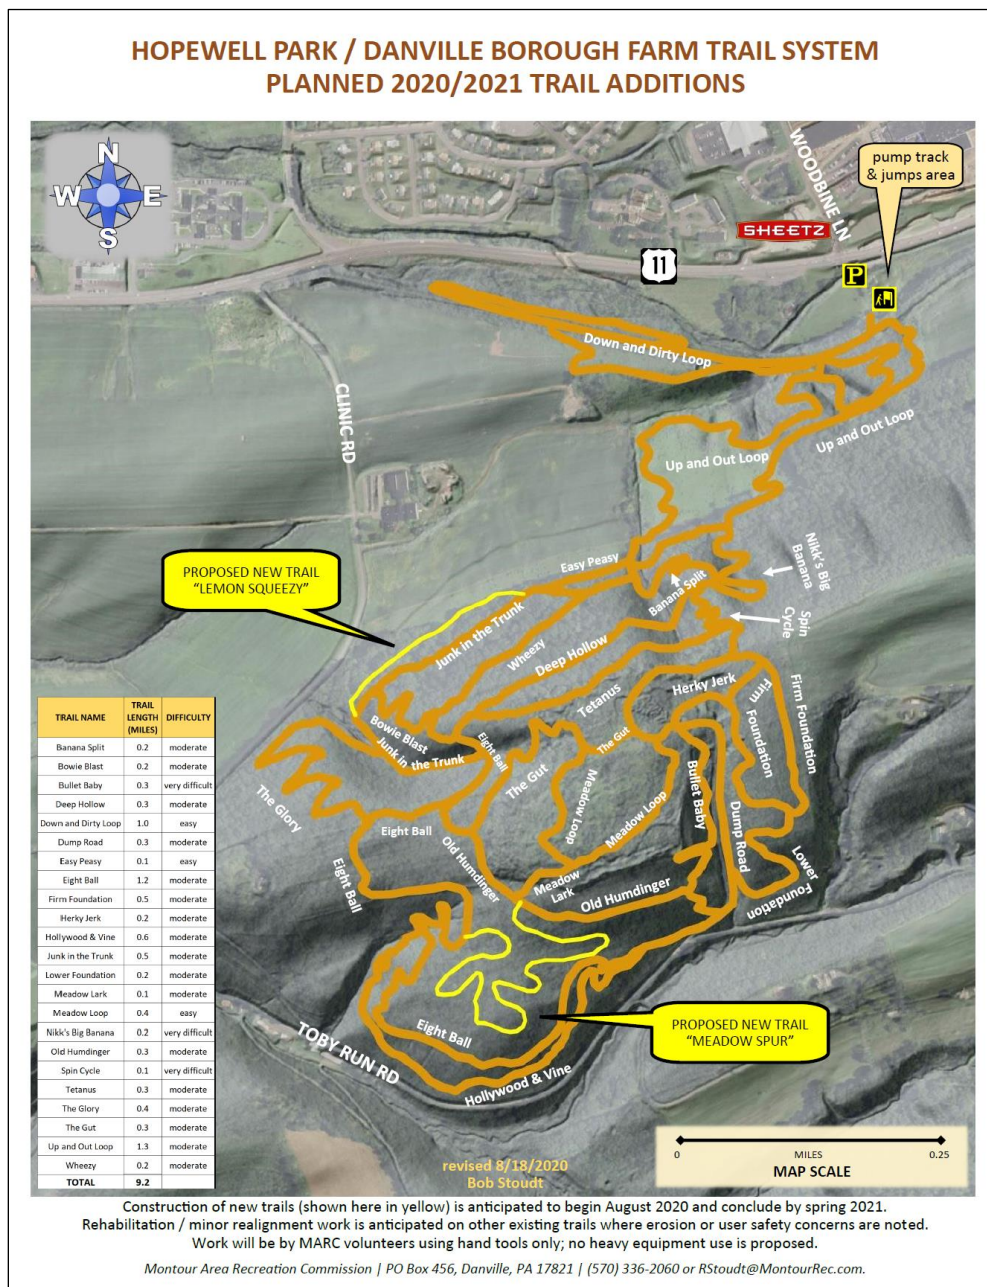 HOPEWELL PARK / DANVILLE BOROUGH FARM TRAIL SYSTEM
PLANNED 2020/2021 TRAIL ADDITIONS
N
W E
S
WOODBINE LN
pump track
& jumps area
SHEETZ
11
P
Down and Dirty Loop
CLINIC RD
Up and Out Loop
Up and Out Loop
PROPOSED NEW TRAIL
"LEMON SQUEEZY"
Easy Peasy
Banana Split
Nikk's Big
Banana
Spin
Cycle
Junk in the Trunk
Wheezy
Deep Hollow
Tetanus
Herky Jerk
Firm
Foundation
Firm Foundation
Bowie Blast
Junk in the Trunk
Eight Ball
The Gut
The Gut
Meadow Loop
Meadow Loop
Bullet Baby
Dump Road
The Glory
Eight Ball
Eight Ball
Old Humdinger
Meadow
Lark
Old Humdinger
Lower
Foundation
TRAIL NAME TRAIL LENGTH (MILES) DIFFICULTY
Banana Split 0.2 moderate
Bowie Blast 0.2 moderate
Bullet Baby 0.3 very difficult
Deep Hollow 0.3 moderate
Down and Dirty Loop 1.0 easy
Dump Road 0.3 moderate
Easy Peasy 0.1 easy
Eight Ball 1.2 moderate
Firm Foundation 0.5 moderate
Herky Jerk 0.2 moderate
Hollywood & Vine 0.6 moderate
Junk in the Trunk 0.5 moderate
Lower Foundation 0.2 moderate
Meadow Lark 0.1 moderate
Meadow Loop 0.4 easy
Nikk's Big Banana 0.2 very difficult
Old Humdinger 0.3 moderate
Spin Cycle 0.1 very difficult
Tetanus 0.3 moderate
The Glory 0.4 moderate
The Gut 0.3 moderate
Up and Out Loop 1.3 moderate
Wheezy 0.2 moderate
TOTAL 9.2
TOBY RUN RD
Eight Ball
Hollywood & Vine
PROPOSED NEW TRAIL
"MEADOW SPUR"
0 MILES 0.25
MAP SCALE
revised 8/18/2020
Bob Stoudt
Construction of new trails (shown here in yellow) is anticipated to begin August 2020 and conclude by spring 2021.
Rehabilitation / minor realignment work is anticipated on other existing trails where erosion or user safety concerns are noted.
Work will be by MARC volunteers using hand tools only; no heavy equipment use is proposed.
Montour Area Recreation Commission | PO Box 456, Danville, PA 17821 | (570) 336-2060 or RStoudt@MontourRec.com.